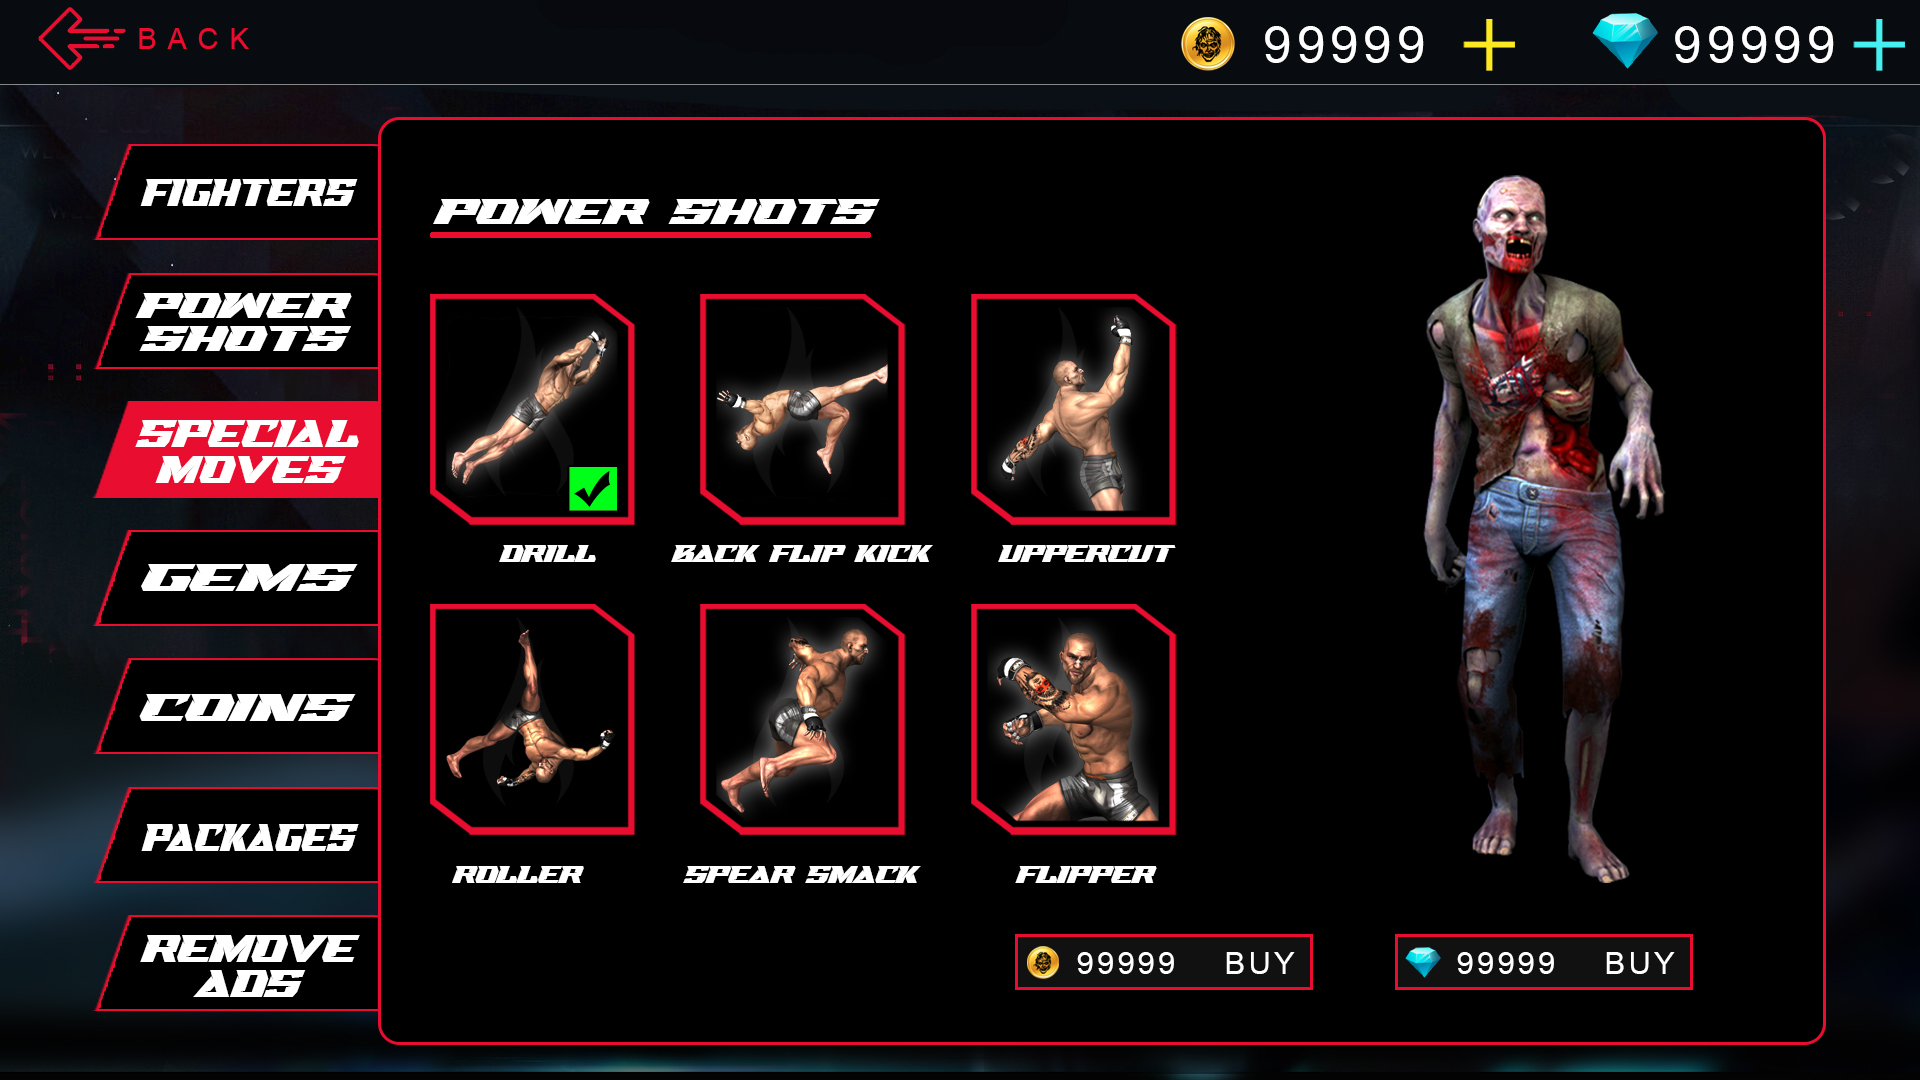 BACK
99999
99999
FIGHTERS
POWER
SHOTS
SPECIAL
MOVES
GEMS
COINS
PACKAGES
REMOVE
ADS
POWER SHOTS
DRILL
BACK FLIP KICK
UPPERCUT
ROLLER
SPEAR SMACK
FLIPPER
99999 BUY
99999 BUY